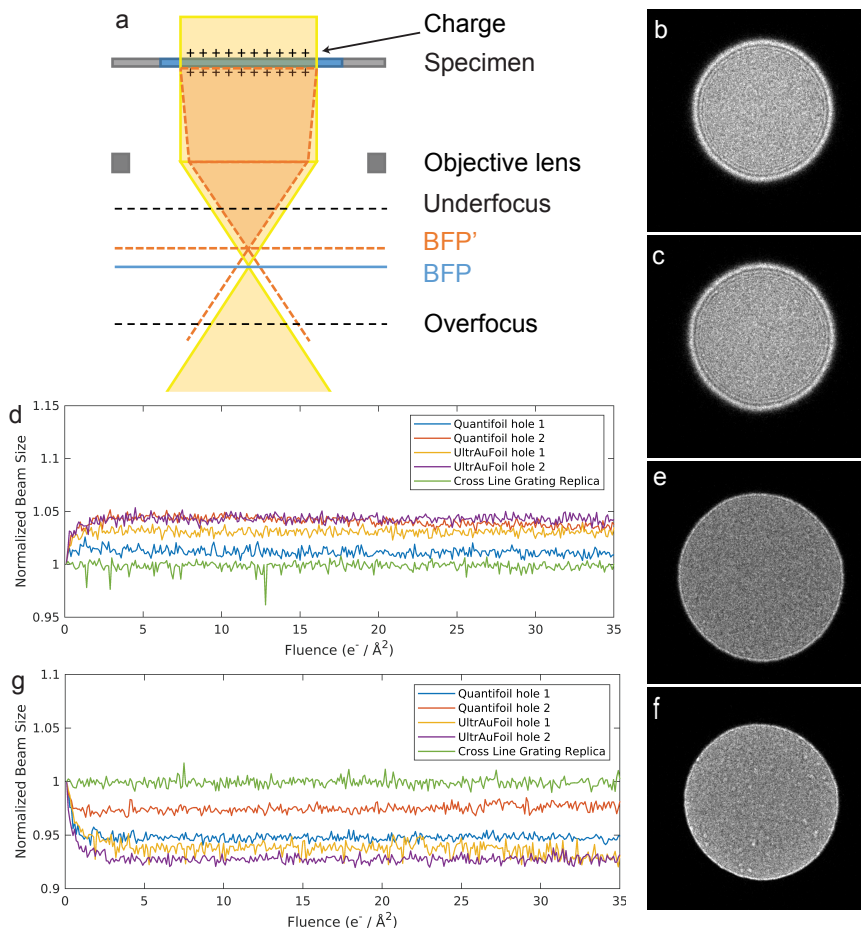 a
Charge
+ + + + + + + + + +
Specimen
+ + + + + + + + + +
Objective lens
Underfocus
BFP'
BFP
Overfocus
b
c
d
1.15
1.1
1.05
1
0.95
Normalized Beam Size
Quantifoil hole 1
Quantifoil hole 2
UltrAuFoil hole 1
UltrAuFoil hole 2
Cross Line Grating Replica
0 5 10 15 20 25 30 35
Fluence (e⁻ / Å²)
e
f
g
1.1
1.05
1
0.95
0.9
Normalized Beam Size
Quantifoil hole 1
Quantifoil hole 2
UltrAuFoil hole 1
UltrAuFoil hole 2
Cross Line Grating Replica
0 5 10 15 20 25 30 35
Fluence (e⁻ / Å²)